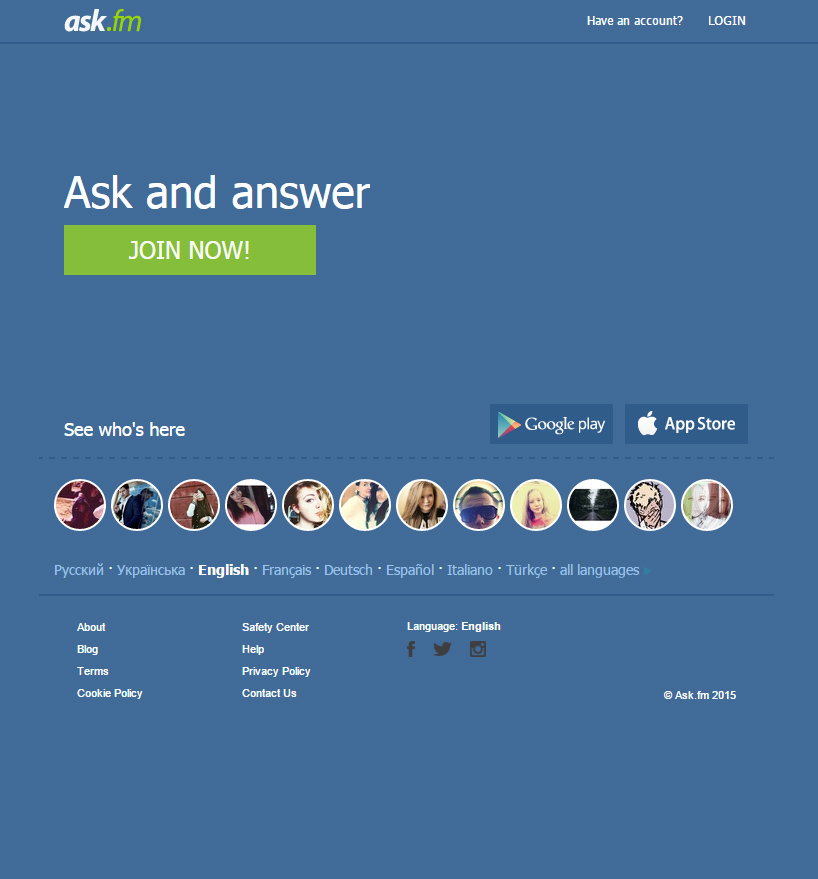 ask.fm
Have an account? LOGIN
Ask and answer
JOIN NOW!
See who's here
Google play
App Store
Русский · Українська · English · Français · Deutsch · Español · Italiano · Türkçe · all languages ►
About
Blog
Terms
Cookie Policy
Safety Center
Help
Privacy Policy
Contact Us
Language: English
© Ask.fm 2015